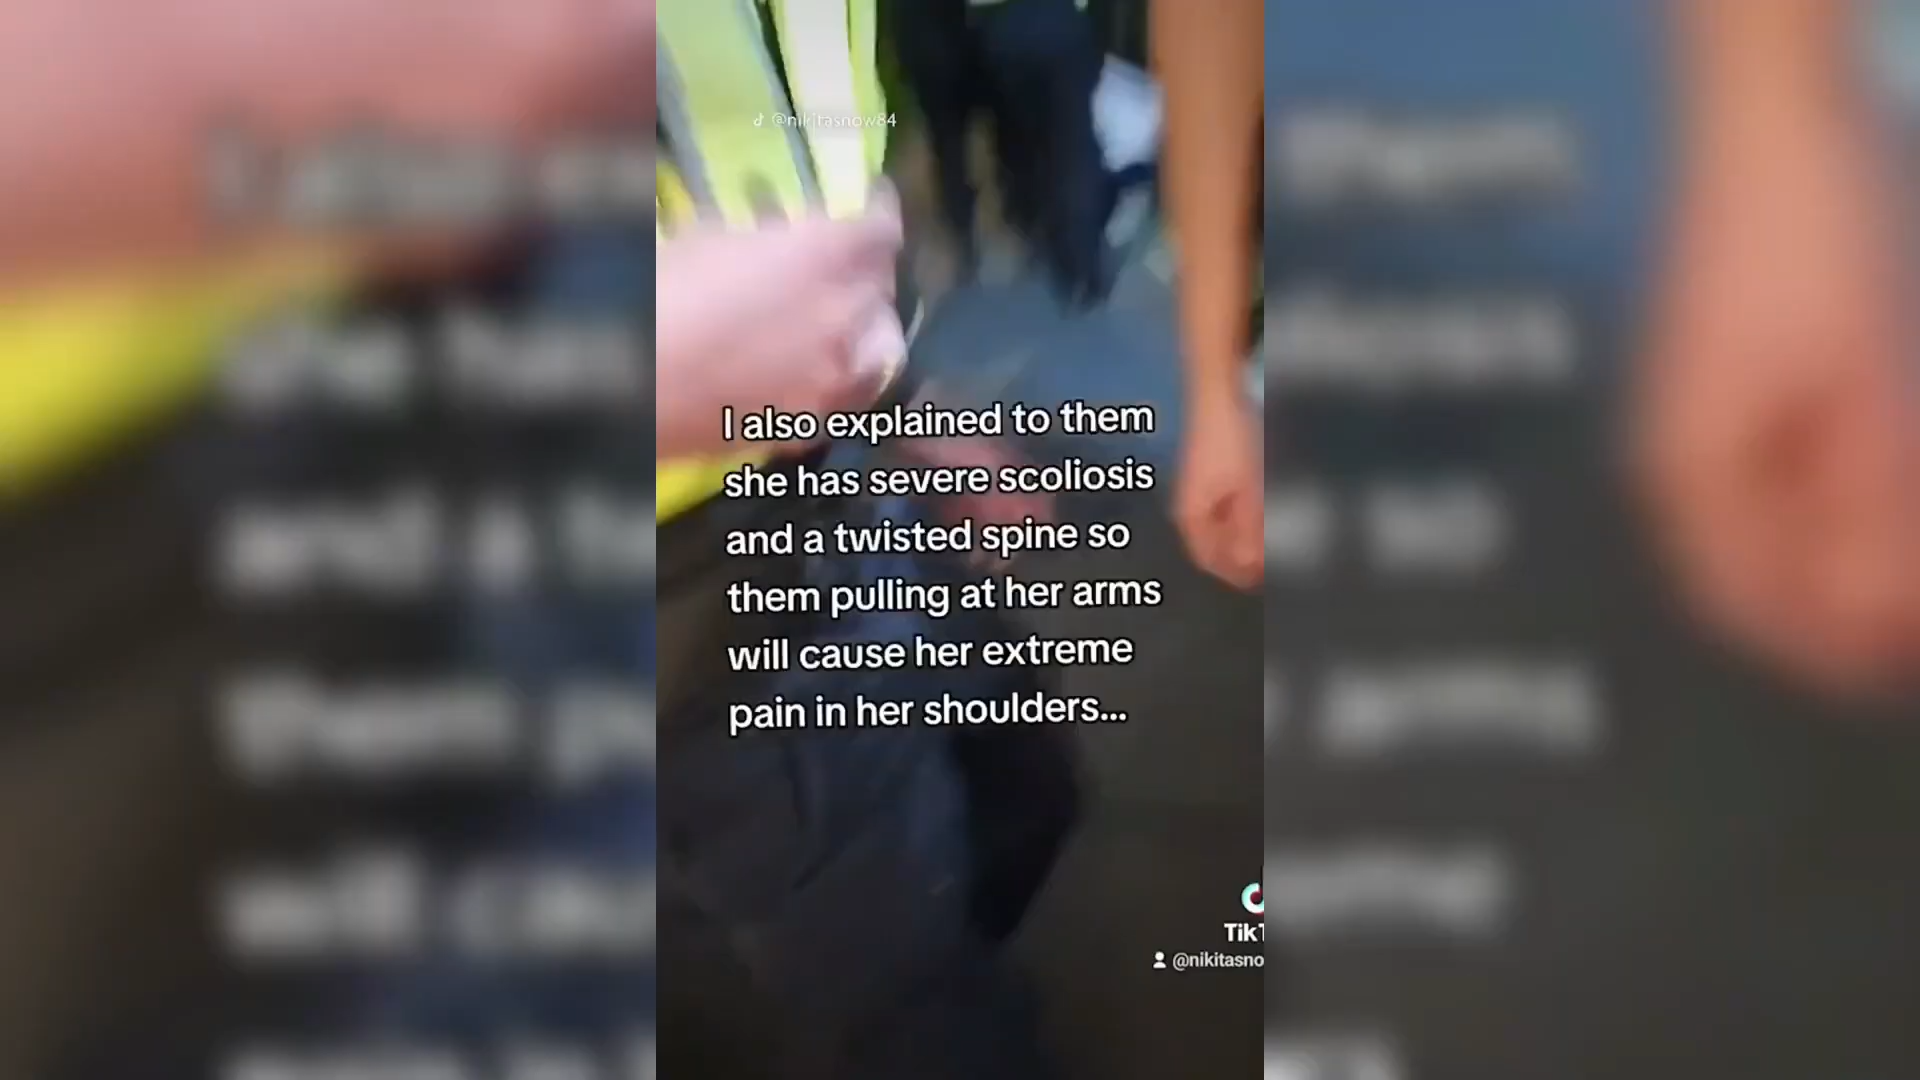 @nikitasnow84
I also explained to them
she has severe scoliosis
and a twisted spine so
them pulling at her arms
will cause her extreme
pain in her shoulders...
TikT
@nikitasno